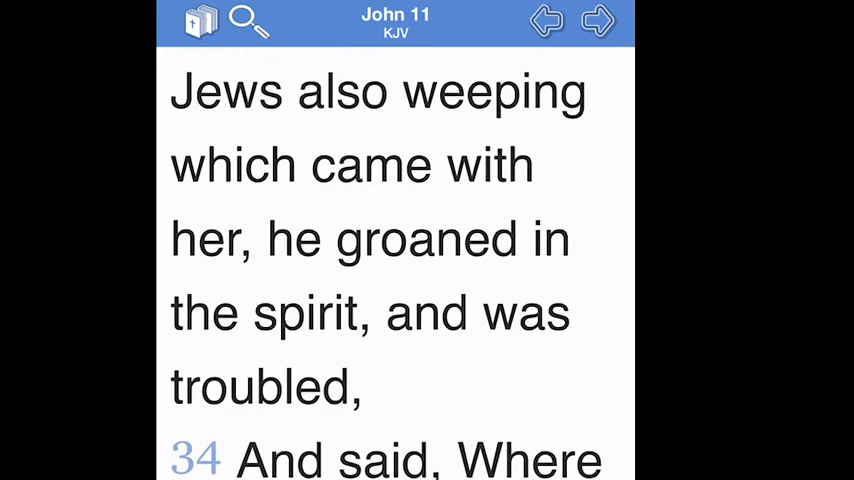 John 11
KJV
Jews also weeping
which came with
her, he groaned in
the spirit, and was
troubled,
34 And said, Where